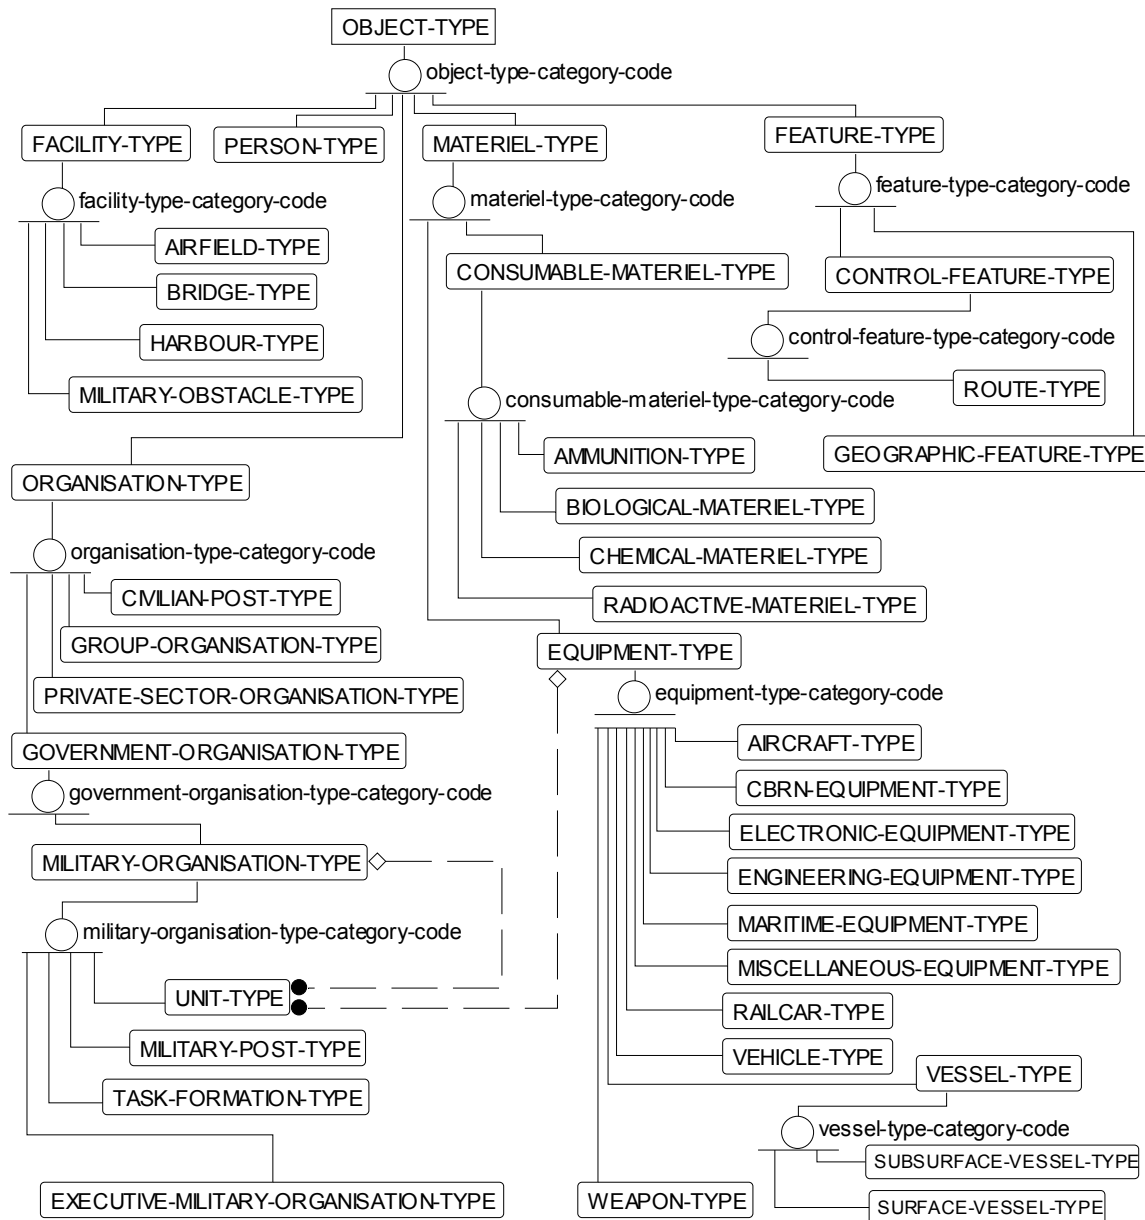 OBJECT-TYPE
object-type-category-code
FACILITY-TYPE
PERSON-TYPE
MATERIEL-TYPE
FEATURE-TYPE
facility-type-category-code
materiel-type-category-code
feature-type-category-code
AIRFIELD-TYPE
BRIDGE-TYPE
HARBOUR-TYPE
MILITARY-OBSTACLE-TYPE
CONSUMABLE-MATERIEL-TYPE
CONTROL-FEATURE-TYPE
control-feature-type-category-code
ROUTE-TYPE
GEOGRAPHIC-FEATURE-TYPE
consumable-materiel-type-category-code
AMMUNITION-TYPE
BIOLOGICAL-MATERIEL-TYPE
CHEMICAL-MATERIEL-TYPE
RADIOACTIVE-MATERIEL-TYPE
ORGANISATION-TYPE
organisation-type-category-code
CIVILIAN-POST-TYPE
GROUP-ORGANISATION-TYPE
PRIVATE-SECTOR-ORGANISATION-TYPE
GOVERNMENT-ORGANISATION-TYPE
government-organisation-type-category-code
MILITARY-ORGANISATION-TYPE
military-organisation-type-category-code
UNIT-TYPE
MILITARY-POST-TYPE
TASK-FORMATION-TYPE
EXECUTIVE-MILITARY-ORGANISATION-TYPE
EQUIPMENT-TYPE
equipment-type-category-code
AIRCRAFT-TYPE
CBRN-EQUIPMENT-TYPE
ELECTRONIC-EQUIPMENT-TYPE
ENGINEERING-EQUIPMENT-TYPE
MARITIME-EQUIPMENT-TYPE
MISCELLANEOUS-EQUIPMENT-TYPE
RAILCAR-TYPE
VEHICLE-TYPE
VESSEL-TYPE
vessel-type-category-code
SUBSURFACE-VESSEL-TYPE
SURFACE-VESSEL-TYPE
WEAPON-TYPE